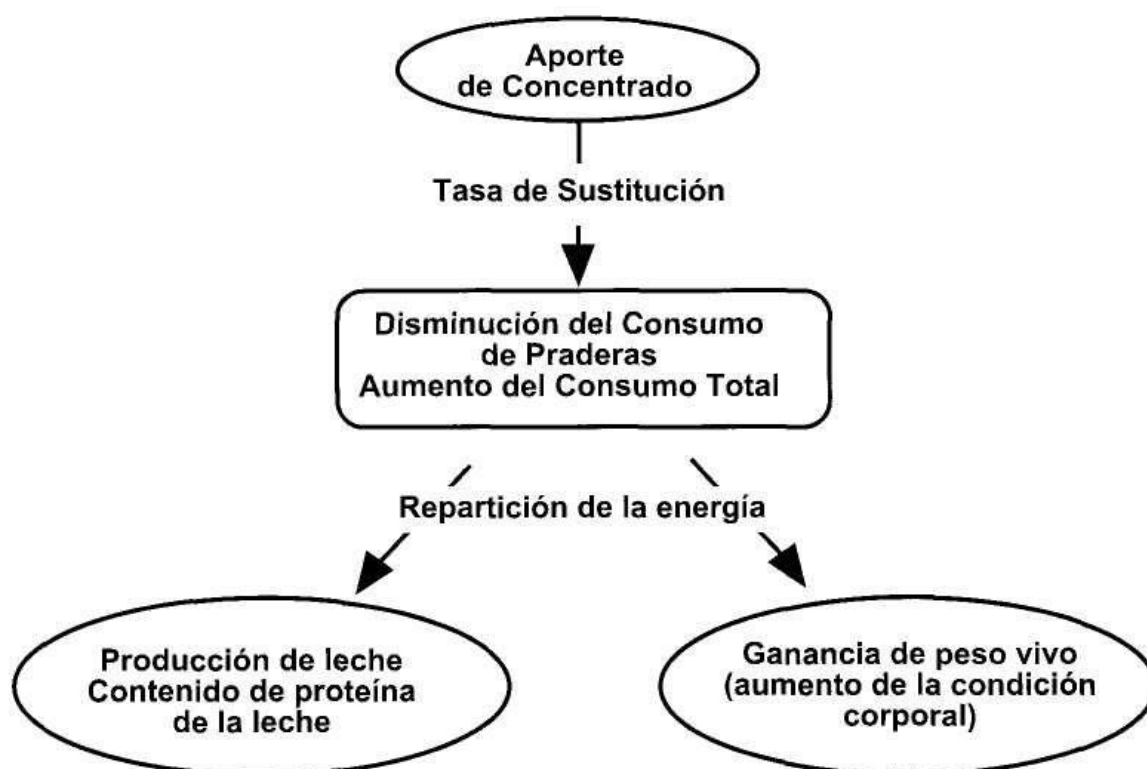 Aporte
de Concentrado
Tasa de Sustitución
Disminución del Consumo
de Praderas
Aumento del Consumo Total
Repartición de la energía
Producción de leche
Contenido de proteína
de la leche
Ganancia de peso vivo
(aumento de la condición
corporal)